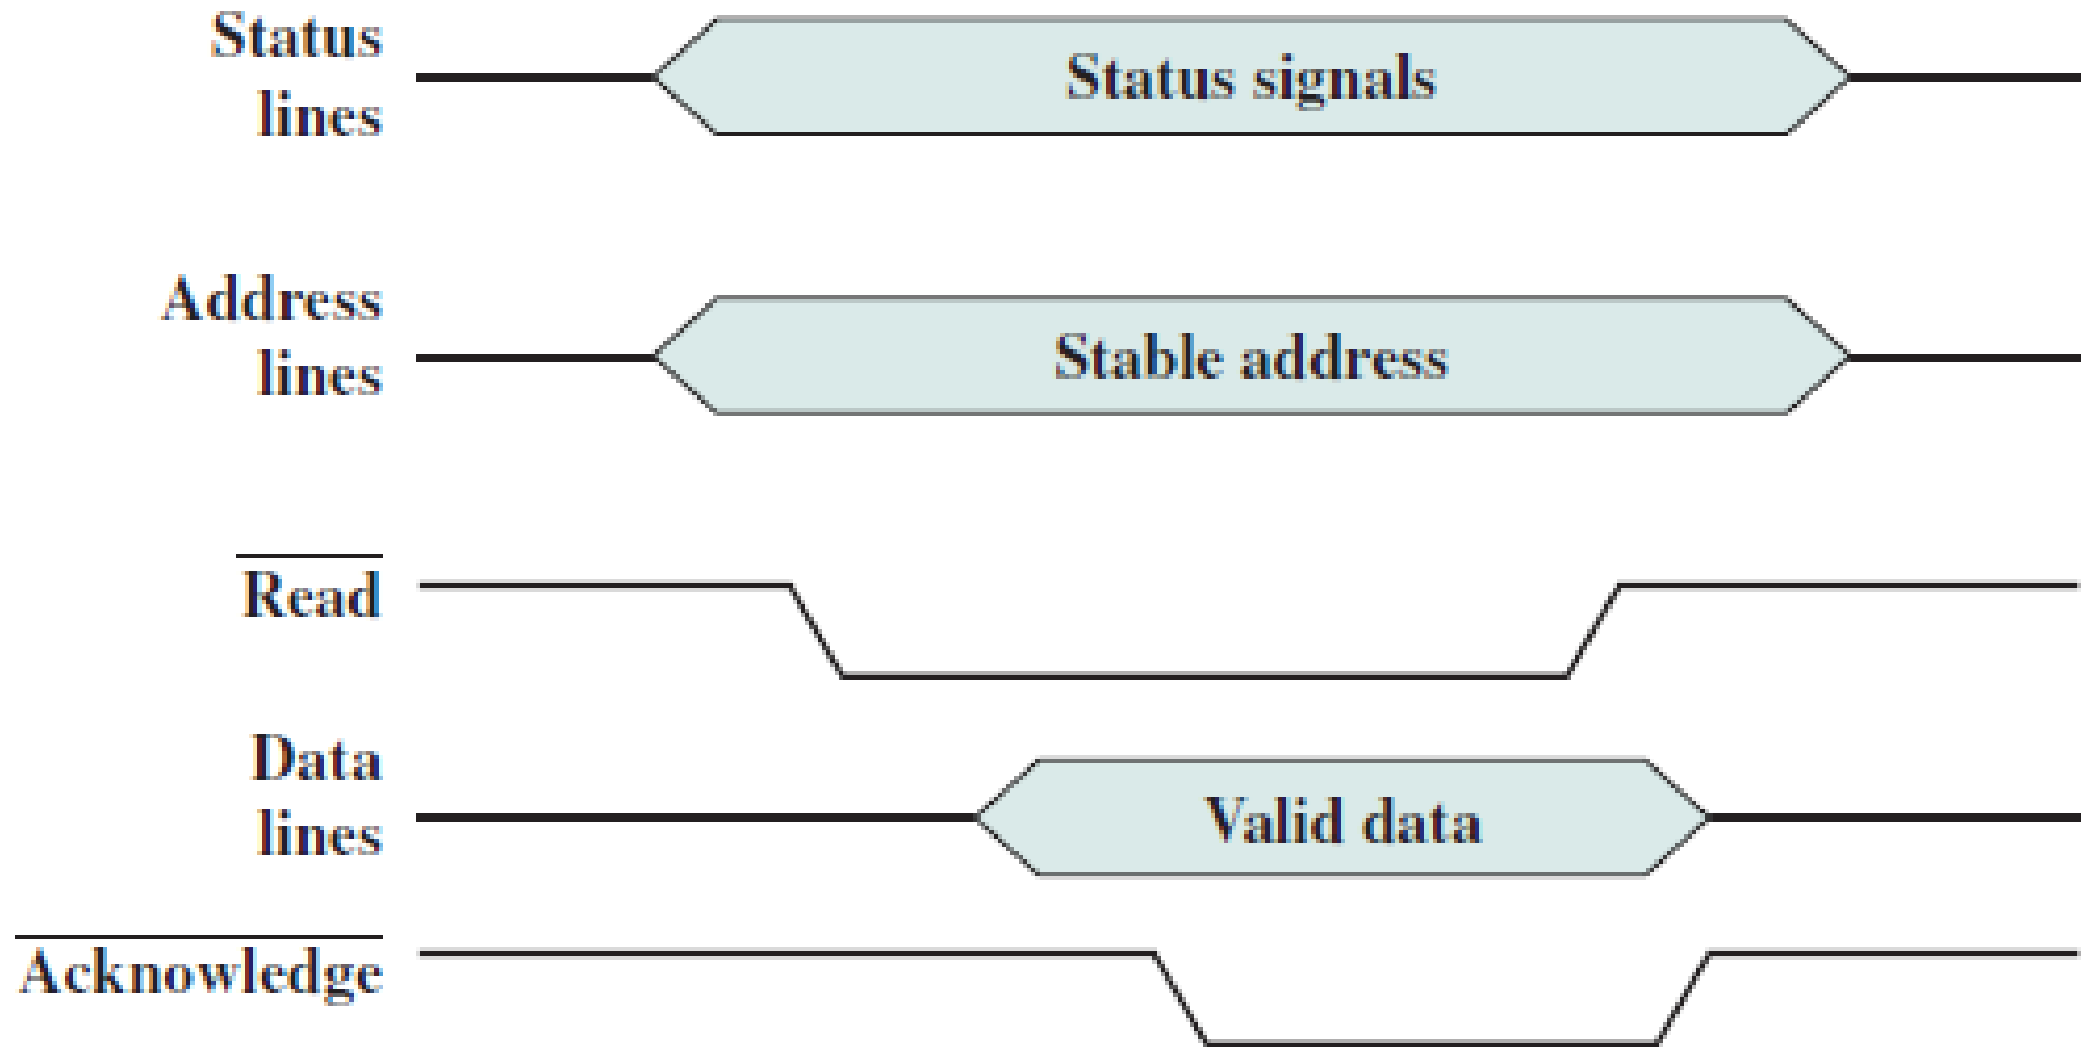 Status
lines
Status signals
Address
lines
Stable address
Read
Data
lines
Valid data
Acknowledge